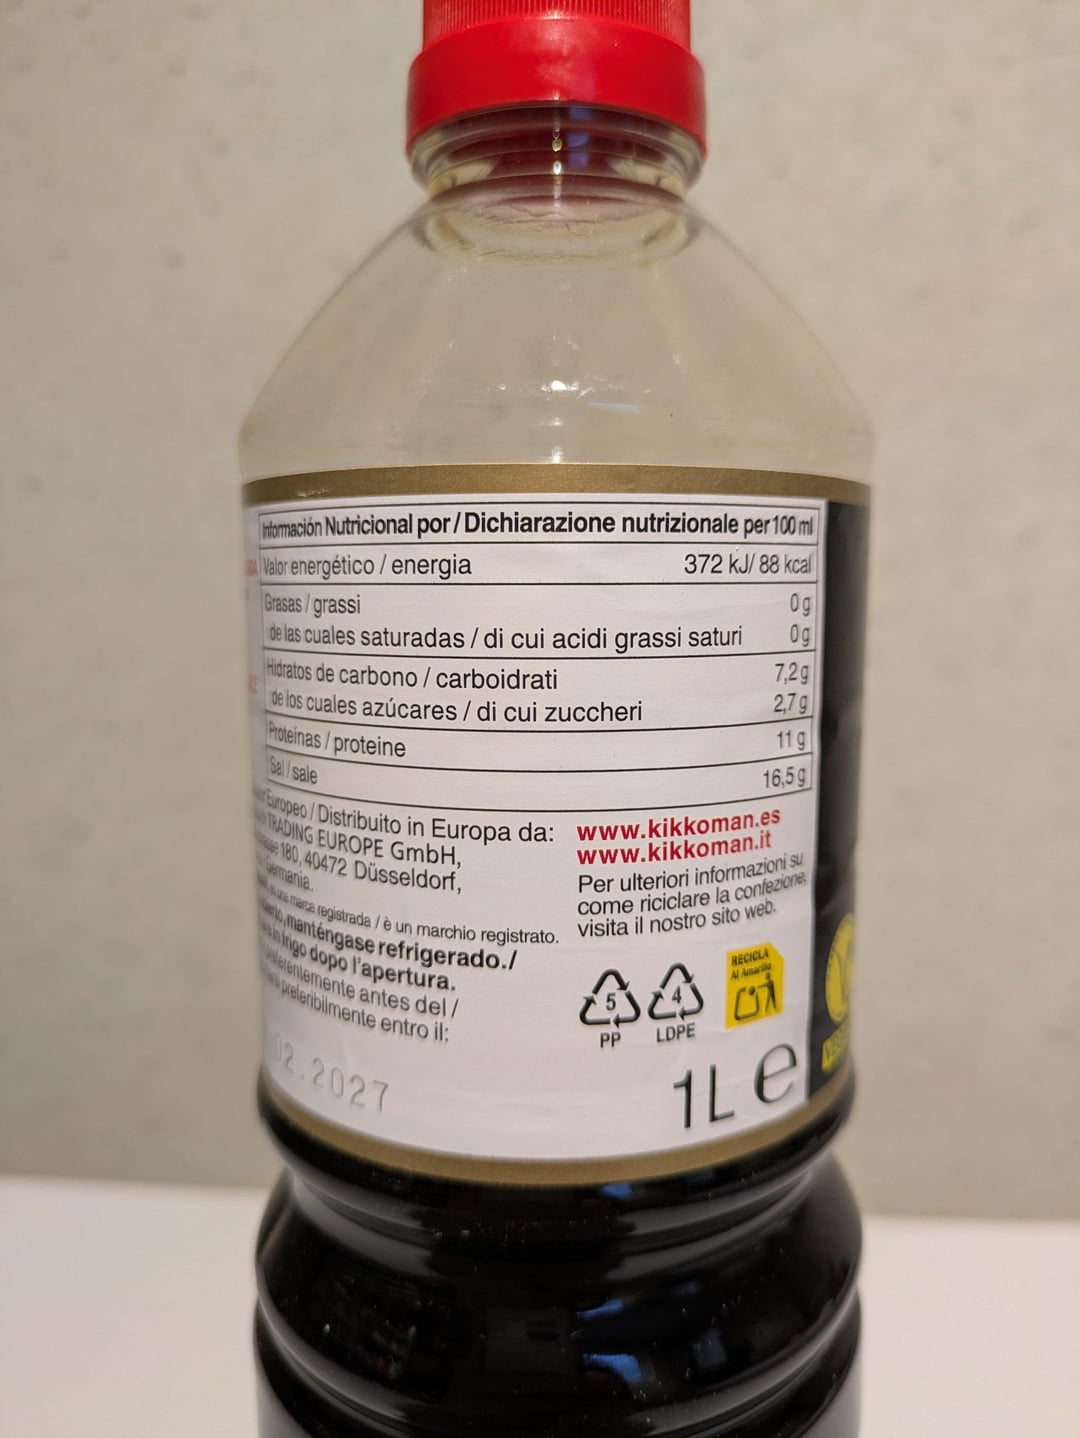 Información Nutricional por / Dichiarazione nutrizionale per 100 ml
Valor energético / energia 372 kJ/ 88 kcal
Grasas / grassi 0 g
de las cuales saturadas / di cui acidi grassi saturi 0 g
Hidratos de carbono / carboidrati 7,2 g
de los cuales azúcares / di cui zuccheri 2,7 g
Proteínas / proteine 11 g
Sal / sale 16,5 g
Europeo / Distribuito in Europa da:
TRADING EUROPE GmbH,
180, 40472 Düsseldorf,
Germania.
es una marca registrada / è un marchio registrato.
manténgase refrigerado./
in frigo dopo l'apertura.
preferentemente antes del /
preferibilmente entro il:
02.2027
www.kikkoman.es
www.kikkoman.it
Per ulteriori informazioni su
come riciclare la confezione,
visita il nostro sito web.
5
PP
4
LDPE
RECICLA
Al Amarillo
1L e